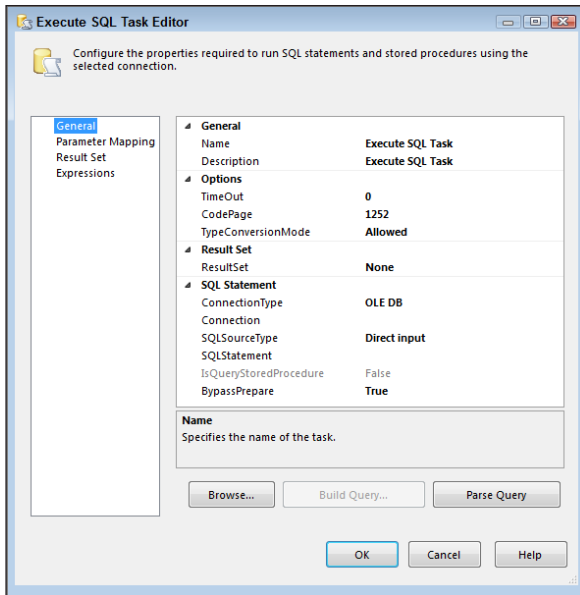 Execute SQL Task Editor
Configure the properties required to run SQL statements and stored procedures using the
selected connection.
General
Parameter Mapping
Result Set
Expressions
General
Name Execute SQL Task
Description Execute SQL Task
Options
TimeOut 0
CodePage 1252
TypeConversionMode Allowed
Result Set
ResultSet None
SQL Statement
ConnectionType OLE DB
Connection
SQLSourceType Direct input
SQLStatement
IsQueryStoredProcedure False
BypassPrepare True
Name
Specifies the name of the task.
Browse... Build Query... Parse Query
OK Cancel Help